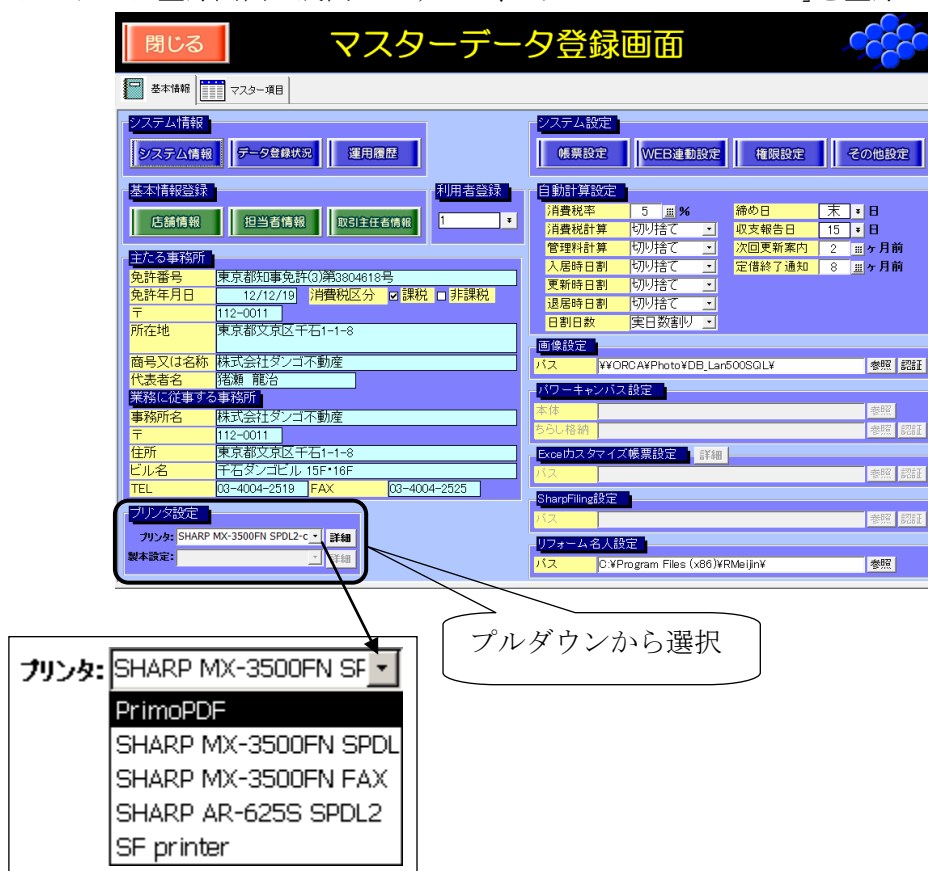 閉じる
マスターデータ登録画面
基本情報 マスター項目
システム情報
システム情報 データ登録状況 運用履歴
システム設定
帳票設定 WEB連動設定 権限設定 その他設定
基本情報登録
店舗情報 担当者情報 取引主任者情報
利用者登録
1
自動計算設定
消費税率 5 %
消費税計算 切り捨て
管理料計算 切り捨て
入居時日割 切り捨て
更新時日割 切り捨て
退居時日割 切り捨て
日割日数 実日数割り
締め日 末 日
収支報告日 15 日
次回更新案内 2 ヶ月前
定借終了通知 8 ヶ月前
主たる事務所
免許番号 東京都知事免許(3)第3804618号
免許年月日 12/12/19 消費税区分 課税 非課税
〒 112-0011
所在地 東京都文京区千石1-1-8
商号又は名称 株式会社ダンゴ不動産
代表者名 猪瀬 龍治
業務に従事する事務所
事務所名 株式会社ダンゴ不動産
〒 112-0011
住所 東京都文京区千石1-1-8
ビル名 千石ダンゴビル 15F・16F
TEL 03-4004-2519 FAX 03-4004-2525
画像設定
パス ¥¥ORCA¥Photo¥DB_Lan500SQL¥ 参照 認証
パワーキャンバス設定
本体 参照
ちらし格納 参照 認証
Excelカスタマイズ帳票設定 詳細
パス 参照 認証
SharpFiling設定
パス 参照 認証
リフォーム名人設定
パス C:¥Program Files (x86)¥RMeijin¥ 参照
プリンタ設定
プリンタ: SHARP MX-3500FN SPDL2-c 詳細
製本設定: 詳細
プルダウンから選択
プリンタ: SHARP MX-3500FN SF
PrimoPDF
SHARP MX-3500FN SPDL
SHARP MX-3500FN FAX
SHARP AR-625S SPDL2
SF printer